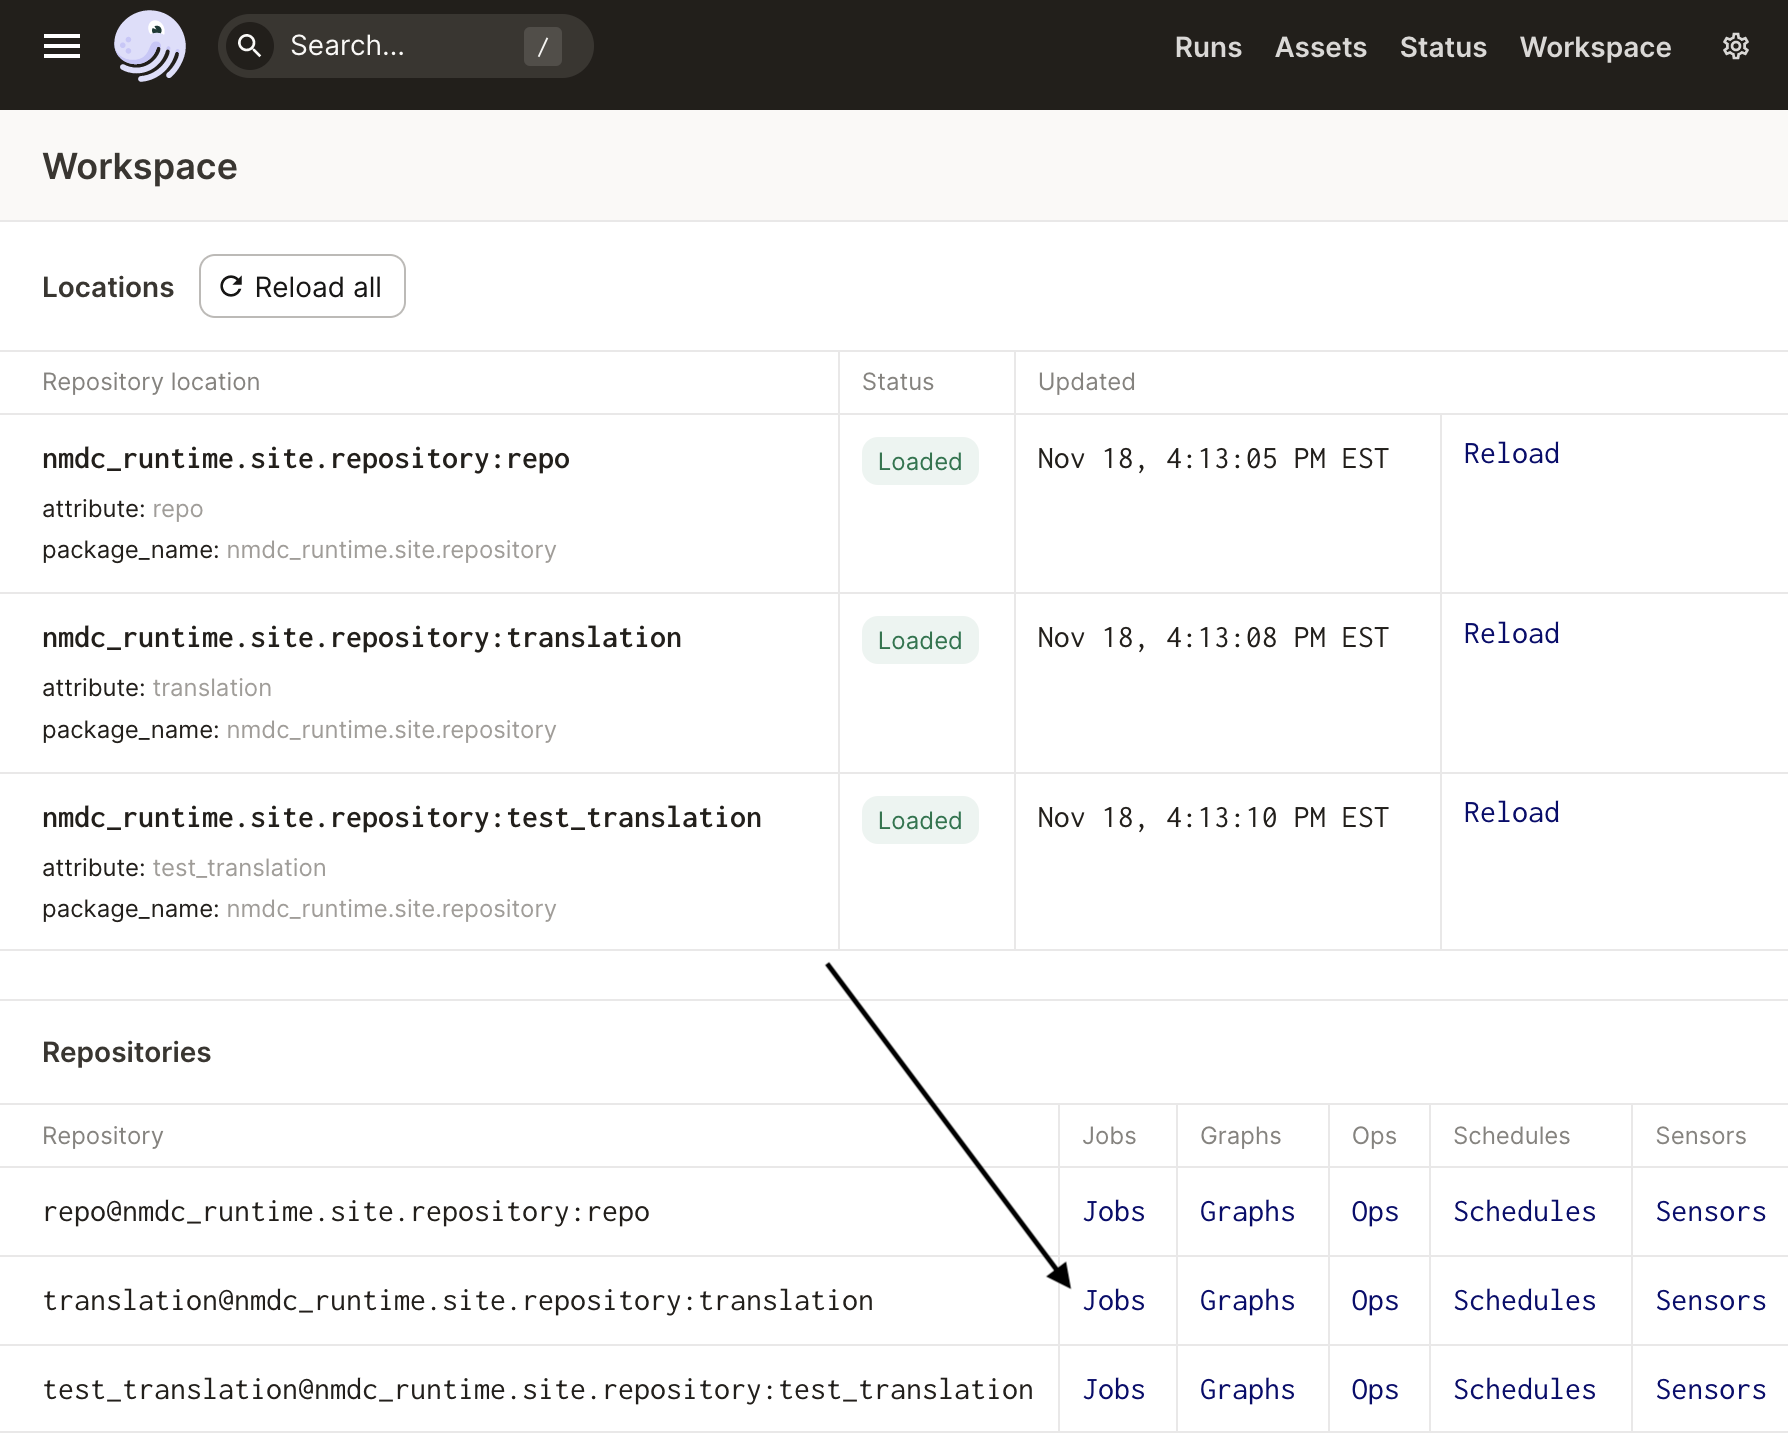 Search... /
Runs Assets Status Workspace
Workspace
Locations Reload all
Repository location Status Updated
nmdc_runtime.site.repository:repo Loaded Nov 18, 4:13:05 PM EST Reload
attribute: repo
package_name: nmdc_runtime.site.repository
nmdc_runtime.site.repository:translation Loaded Nov 18, 4:13:08 PM EST Reload
attribute: translation
package_name: nmdc_runtime.site.repository
nmdc_runtime.site.repository:test_translation Loaded Nov 18, 4:13:10 PM EST Reload
attribute: test_translation
package_name: nmdc_runtime.site.repository
Repositories
Repository Jobs Graphs Ops Schedules Sensors
repo@nmdc_runtime.site.repository:repo Jobs Graphs Ops Schedules Sensors
translation@nmdc_runtime.site.repository:translation Jobs Graphs Ops Schedules Sensors
test_translation@nmdc_runtime.site.repository:test_translation Jobs Graphs Ops Schedules Sensors